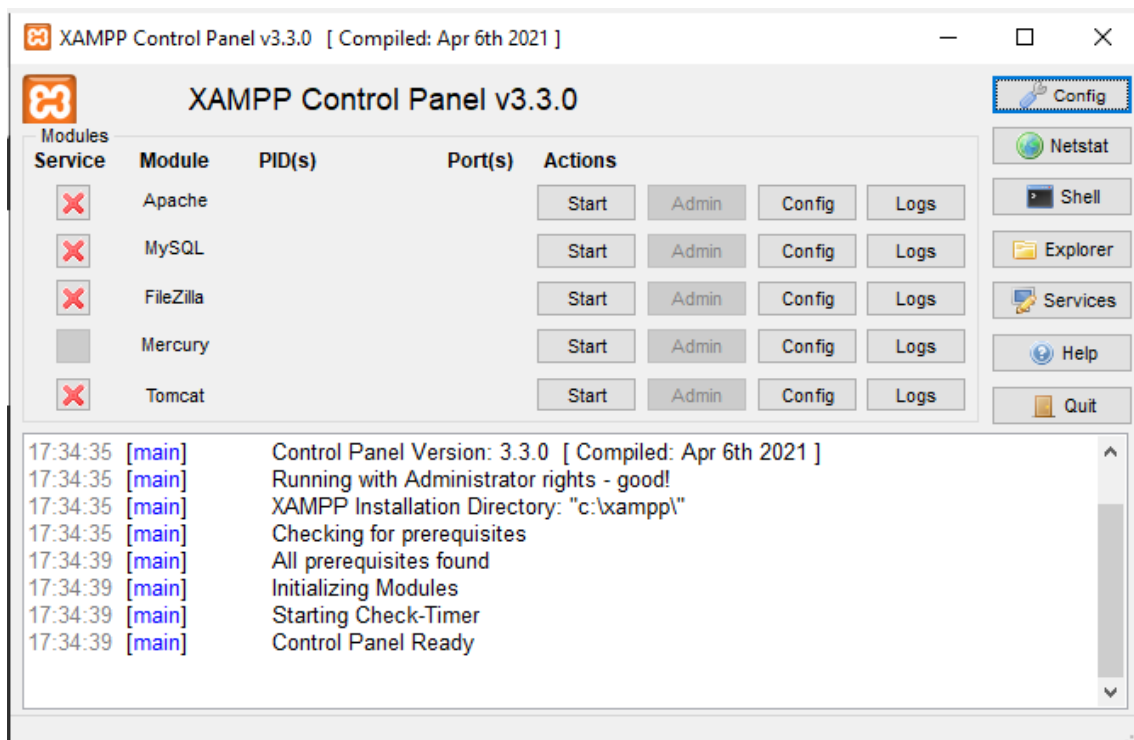 XAMPP Control Panel v3.3.0 [ Compiled: Apr 6th 2021 ]
XAMPP Control Panel v3.3.0
Config
Modules
Netstat
Service Module PID(s) Port(s) Actions
Apache Start Admin Config Logs
Shell
MySQL Start Admin Config Logs
Explorer
FileZilla Start Admin Config Logs
Services
Mercury Start Admin Config Logs
Help
Tomcat Start Admin Config Logs
Quit
17:34:35 [main] Control Panel Version: 3.3.0 [ Compiled: Apr 6th 2021 ]
17:34:35 [main] Running with Administrator rights - good!
17:34:35 [main] XAMPP Installation Directory: "c:\xampp\"
17:34:35 [main] Checking for prerequisites
17:34:39 [main] All prerequisites found
17:34:39 [main] Initializing Modules
17:34:39 [main] Starting Check-Timer
17:34:39 [main] Control Panel Ready